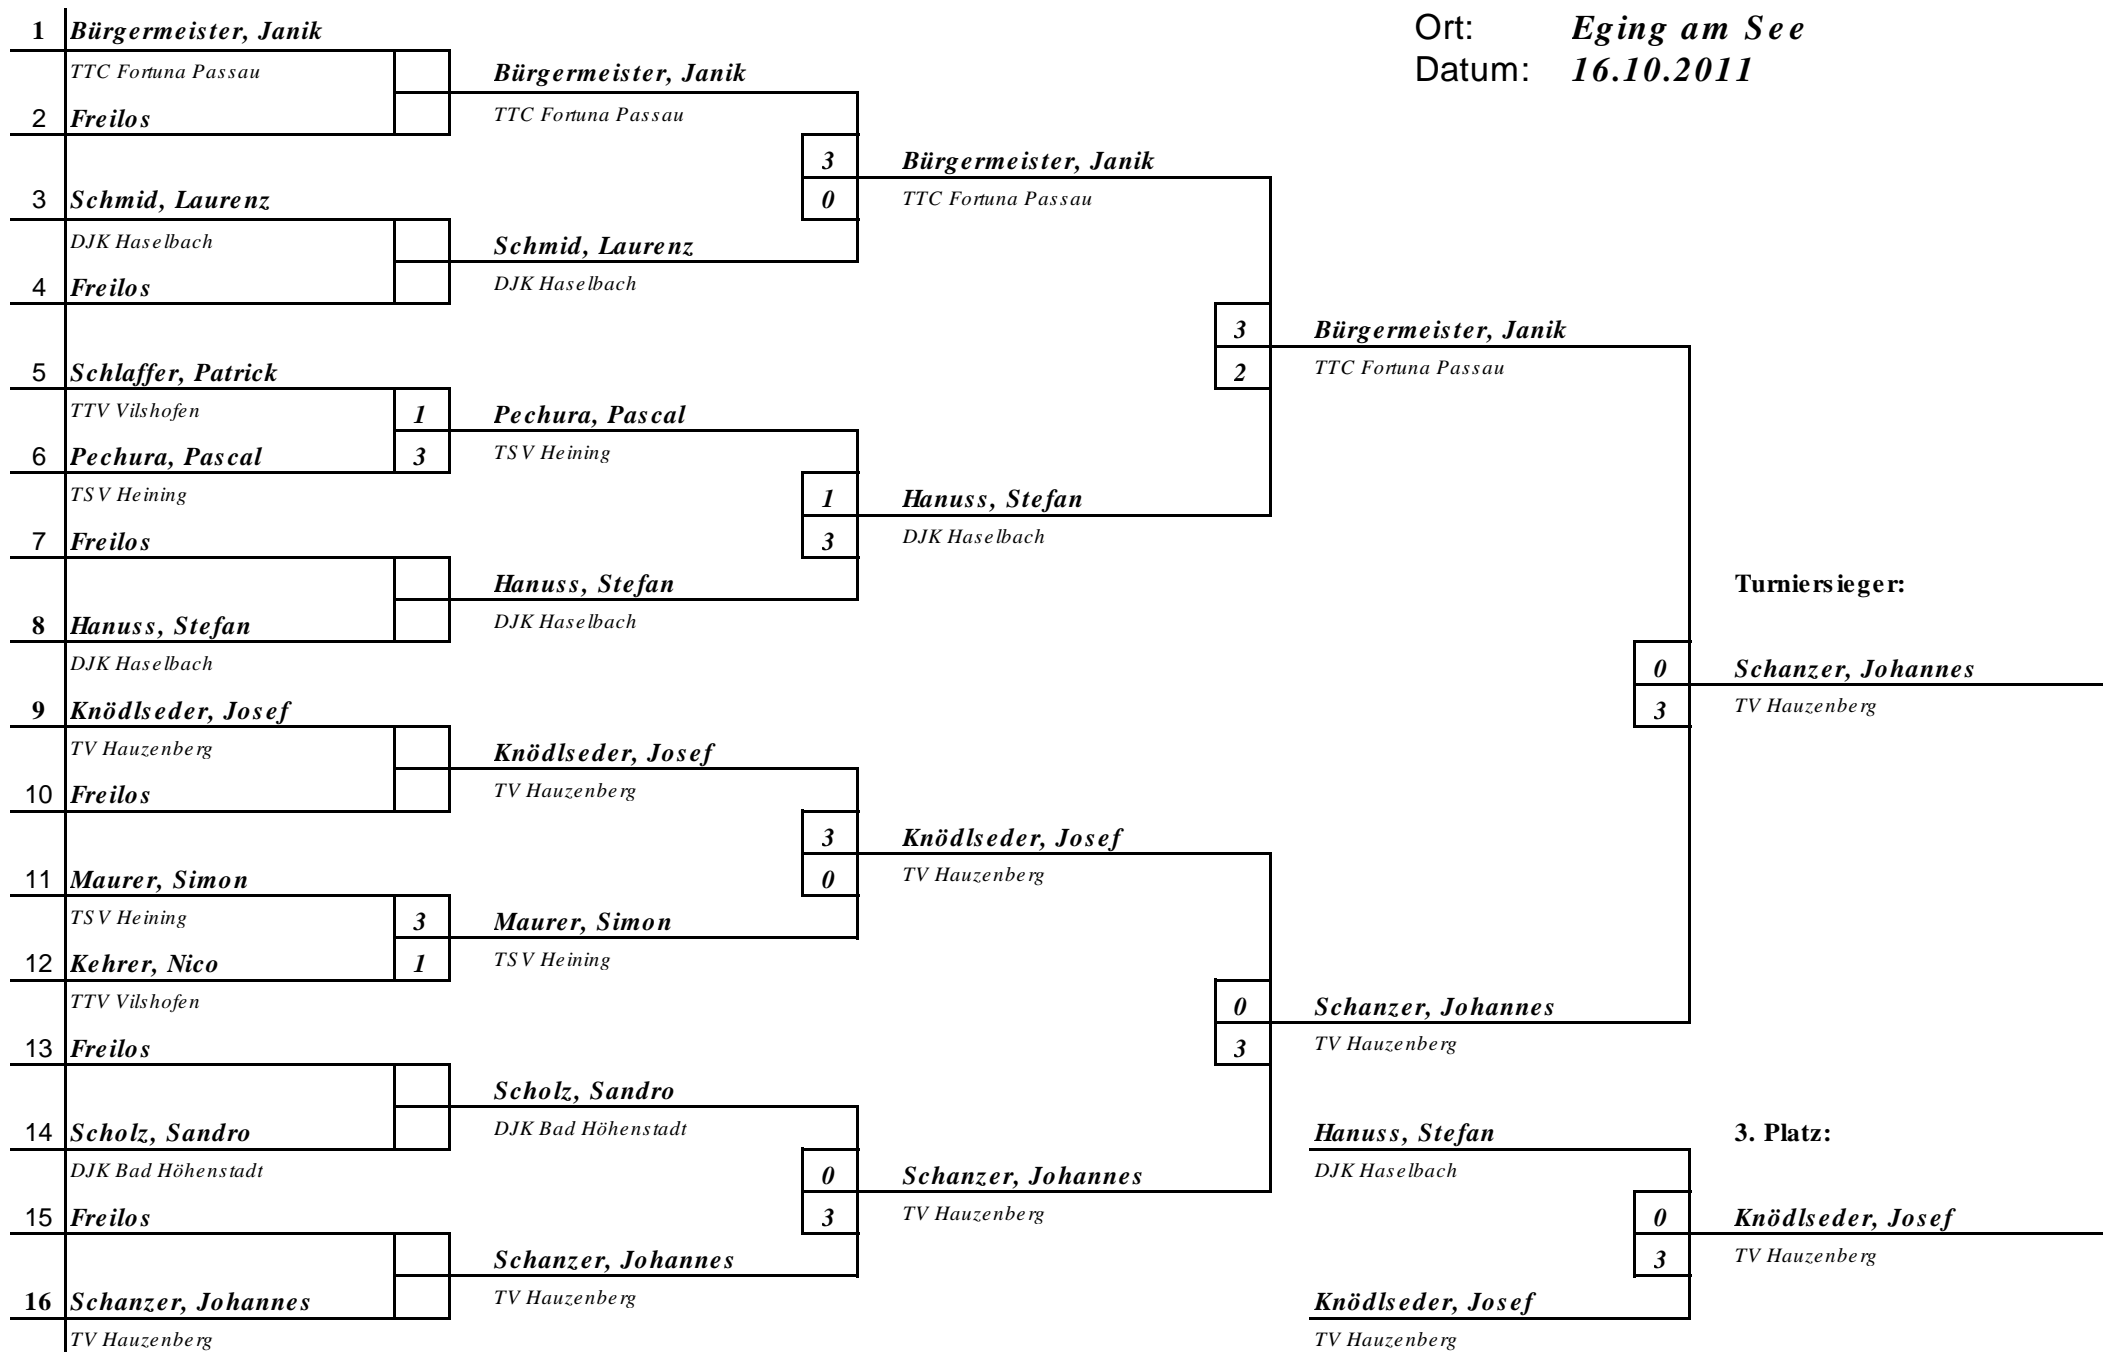 Ort: Eging am See
Datum: 16.10.2011
1 Bürgermeister, Janik
TTC Fortuna Passau
2 Freilos
3 Schmid, Laurenz
DJK Haselbach
4 Freilos
5 Schlaffer, Patrick
TTV Vilshofen
6 Pechura, Pascal
TSV Heining
7 Freilos
8 Hanuss, Stefan
DJK Haselbach
9 Knödlseder, Josef
TV Hauzenberg
10 Freilos
11 Maurer, Simon
TSV Heining
12 Kehrer, Nico
TTV Vilshofen
13 Freilos
14 Scholz, Sandro
DJK Bad Höhenstadt
15 Freilos
16 Schanzer, Johannes
TV Hauzenberg
1
3
3
1
Bürgermeister, Janik
TTC Fortuna Passau
Schmid, Laurenz
DJK Haselbach
Pechura, Pascal
TSV Heining
Hanuss, Stefan
DJK Haselbach
Knödlseder, Josef
TV Hauzenberg
Maurer, Simon
TSV Heining
Scholz, Sandro
DJK Bad Höhenstadt
Schanzer, Johannes
TV Hauzenberg
3
0
1
3
3
0
0
3
Bürgermeister, Janik
TTC Fortuna Passau
Hanuss, Stefan
DJK Haselbach
Knödlseder, Josef
TV Hauzenberg
Schanzer, Johannes
TV Hauzenberg
3
2
0
3
Bürgermeister, Janik
TTC Fortuna Passau
Schanzer, Johannes
TV Hauzenberg
0
3
Turniersieger:
Schanzer, Johannes
TV Hauzenberg
Hanuss, Stefan
DJK Haselbach
Knödlseder, Josef
TV Hauzenberg
0
3
3. Platz:
Knödlseder, Josef
TV Hauzenberg